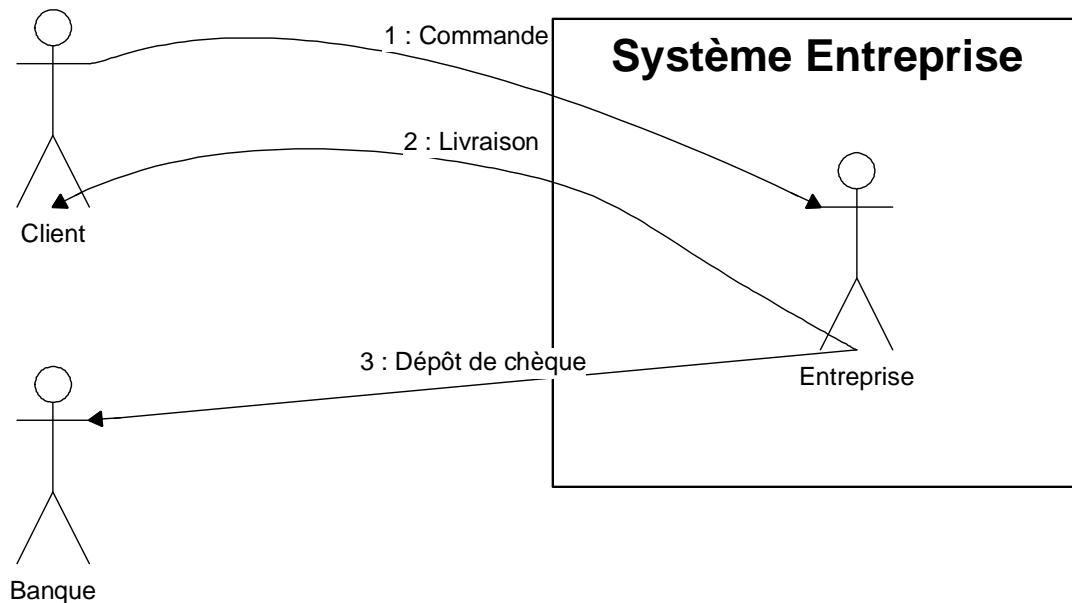 1 : Commande
Système Entreprise
2 : Livraison
Client
3 : Dépôt de chèque
Entreprise
Banque